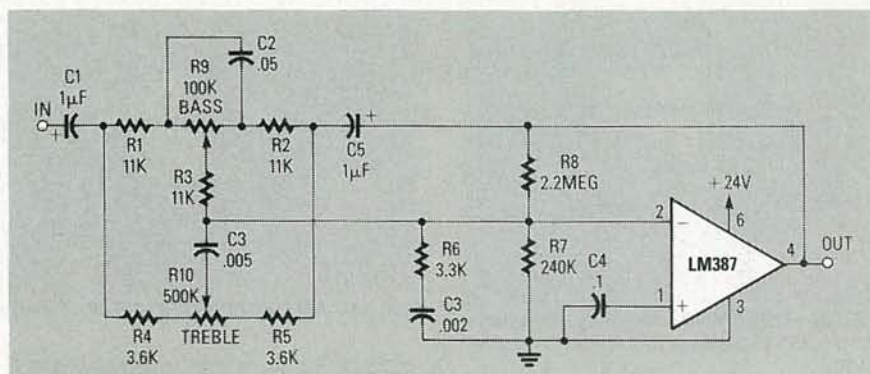 C1
1µF
IN
+
R1
11K
R9
100K
BASS
C2
.05
R2
11K
+
C5
1µF
R3
11K
C3
.005
R10
500K
TREBLE
R4
3.6K
R5
3.6K
R6
3.3K
C3
.002
R8
2.2MEG
R7
240K
C4
.1
2
−
1
+
LM387
+24V
6
3
4
OUT